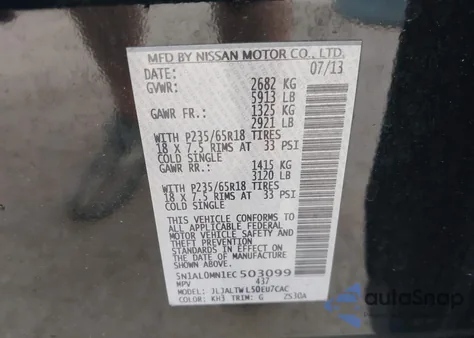 MFD BY NISSAN MOTOR CO., LTD.
DATE: 07/13
GVWR: 2682 KG
5913 LB
GAWR FR.: 1325 KG
2921 LB
WITH P235/65R18 TIRES
18 X 7.5 RIMS AT 33 PSI
COLD SINGLE
GAWR RR.: 1415 KG
3120 LB
WITH P235/65R18 TIRES
18 X 7.5 RIMS AT 33 PSI
COLD SINGLE
THIS VEHICLE CONFORMS TO
ALL APPLICABLE FEDERAL
MOTOR VEHICLE SAFETY
STANDARDS IN EFFECT ON
THE DATE OF MANUFACTURE
SHOWN ABOVE.
5N1AL0MN1EC503099
MPV 437
MODEL: JLJALTWL50EU7CAC
COLOR: KH3 TRIM: G 2530A
autoSnap